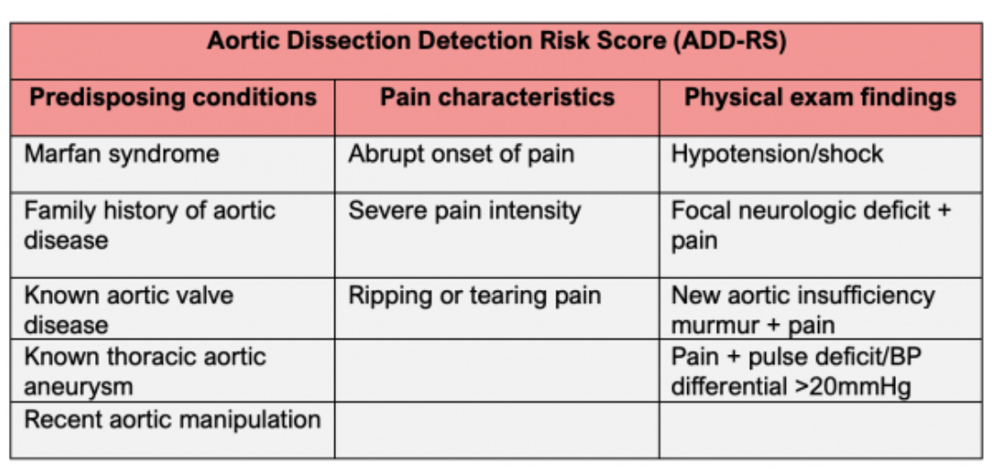 Aortic Dissection Detection Risk Score (ADD-RS)
Predisposing conditions
Pain characteristics
Physical exam findings
Marfan syndrome
Abrupt onset of pain
Hypotension/shock
Family history of aortic
disease
Severe pain intensity
Focal neurologic deficit +
pain
Known aortic valve
disease
Ripping or tearing pain
New aortic insufficiency
murmur + pain
Known thoracic aortic
aneurysm
Pain + pulse deficit/BP
differential >20mmHg
Recent aortic manipulation